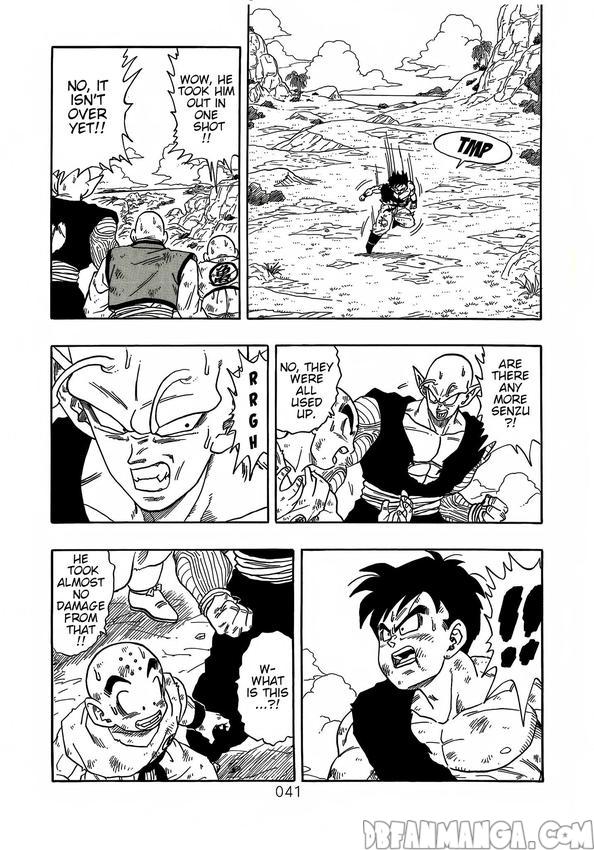 TMP
WOW, HE
TOOK HIM
OUT IN
ONE
SHOT
!!
NO, IT
ISN'T
OVER
YET!!
ARE
THERE
ANY
MORE
SENZU
?!
NO, THEY
WERE
ALL
USED
UP.
RRGH
!!
W-
WHAT
IS THIS
...?!
HE
TOOK
ALMOST
NO
DAMAGE
FROM
THAT
!!
041
DBFANMANGA.COM